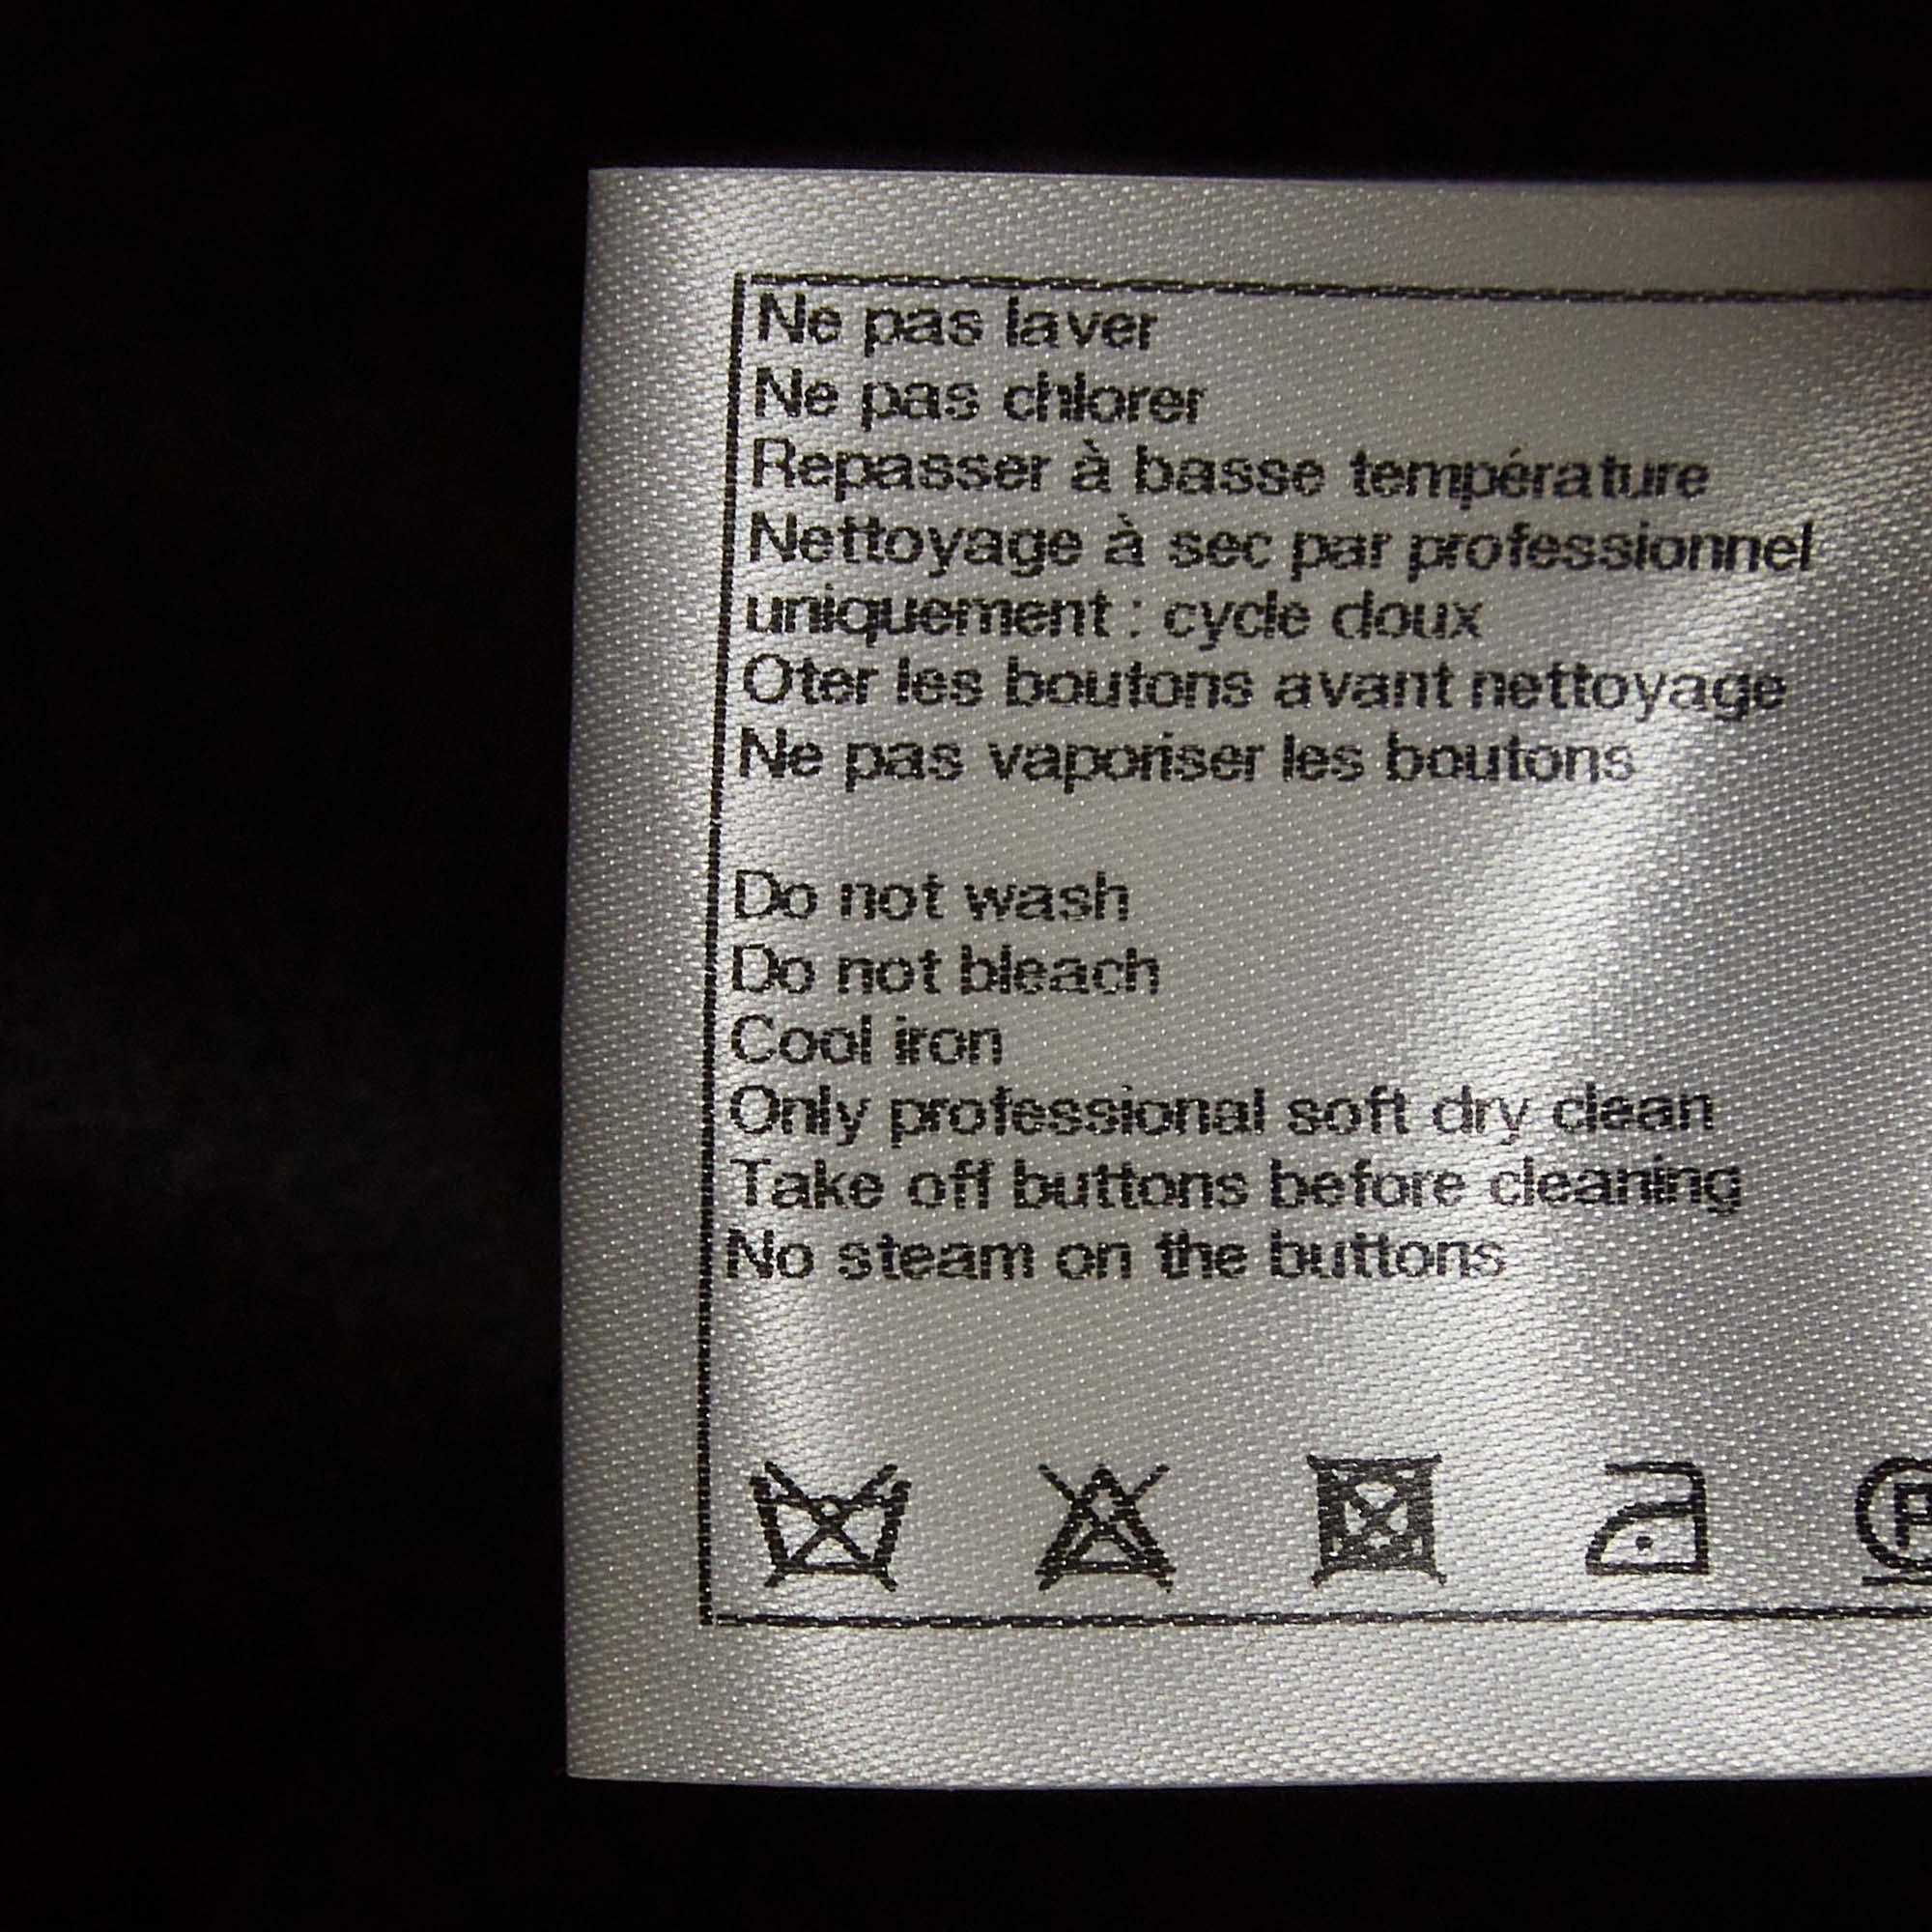 Ne pas laver
Ne pas chlorer
Repasser à basse température
Nettoyage à sec par professionnel
uniquement : cycle doux
Oter les boutons avant nettoyage
Ne pas vaporiser les boutons
Do not wash
Do not bleach
Cool iron
Only professional soft dry clean
Take off buttons before cleaning
No steam on the buttons
P